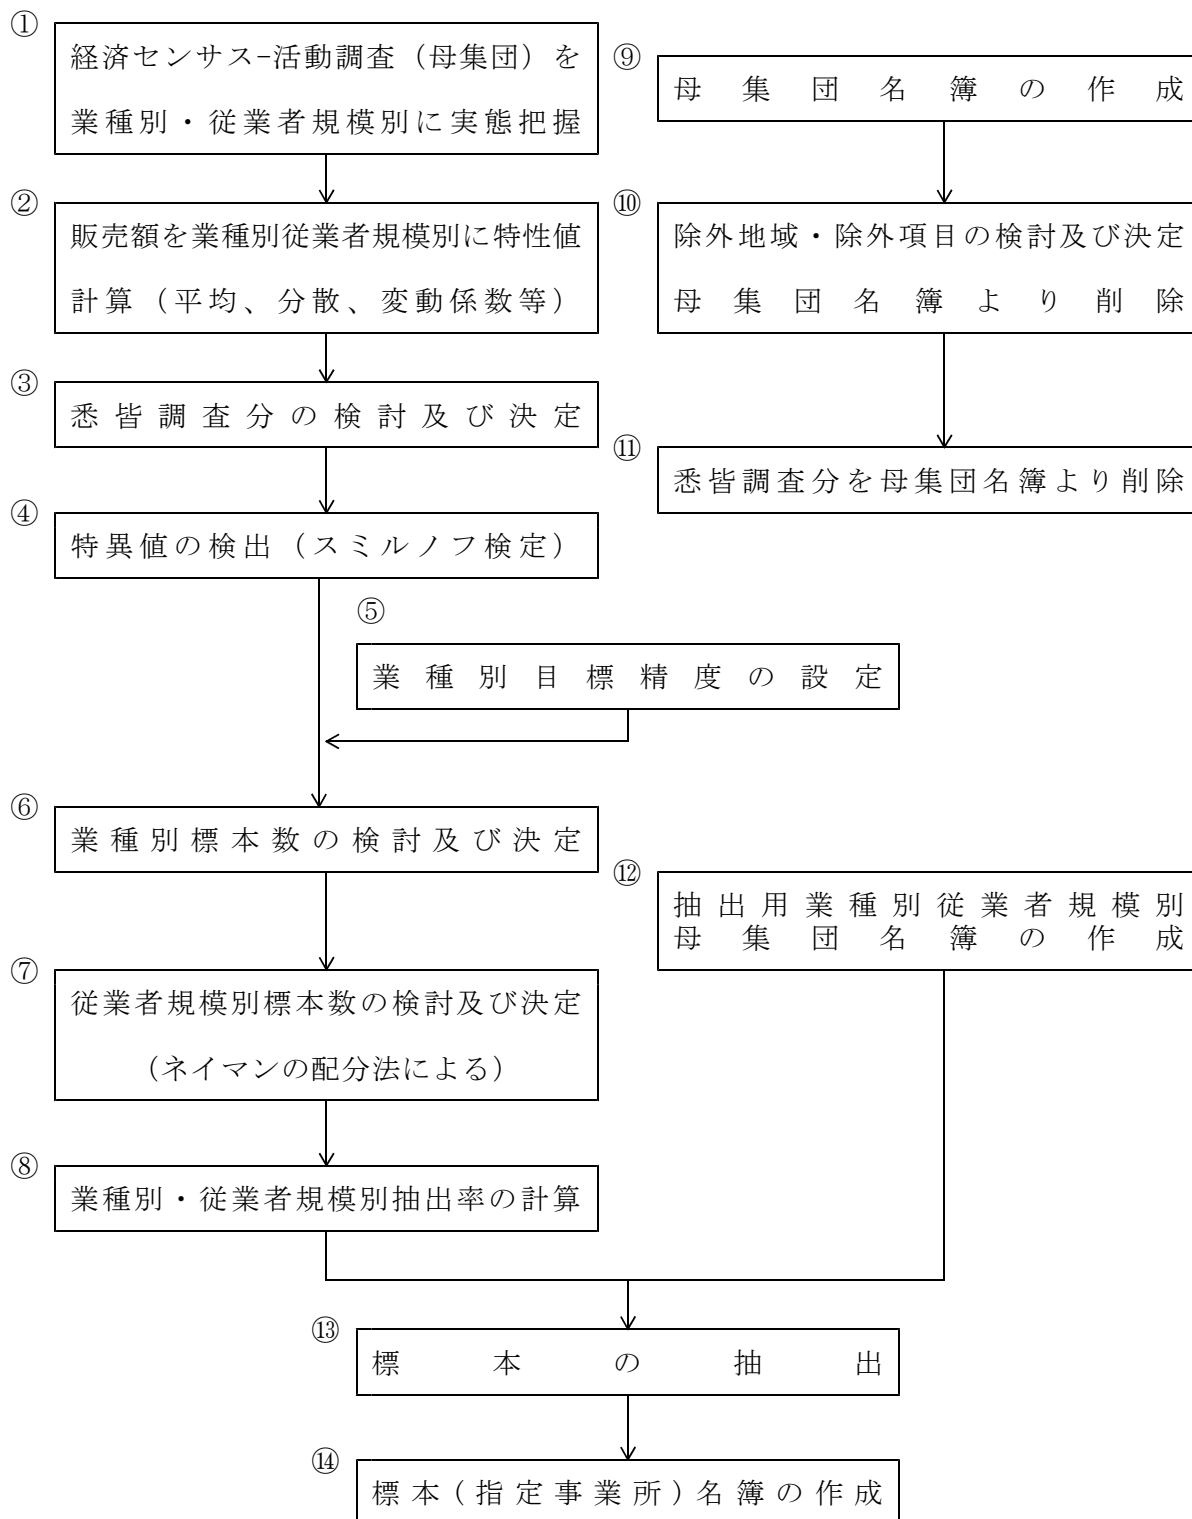 ①
経済センサス-活動調査（母集団）を
業種別・従業者規模別に実態把握
②
販売額を業種別従業者規模別に特性値
計算（平均、分散、変動係数等）
③
悉皆調査分の検討及び決定
④
特異値の検出（スミルノフ検定）
⑤
業種別目標精度の設定
⑥
業種別標本数の検討及び決定
⑦
従業者規模別標本数の検討及び決定
（ネイマンの配分法による）
⑧
業種別・従業者規模別抽出率の計算
⑨
母集団名簿の作成
⑩
除外地域・除外項目の検討及び決定
母集団名簿より削除
⑪
悉皆調査分を母集団名簿より削除
⑫
抽出用業種別従業者規模別
母集団名簿の作成
⑬
標本の抽出
⑭
標本(指定事業所)名簿の作成